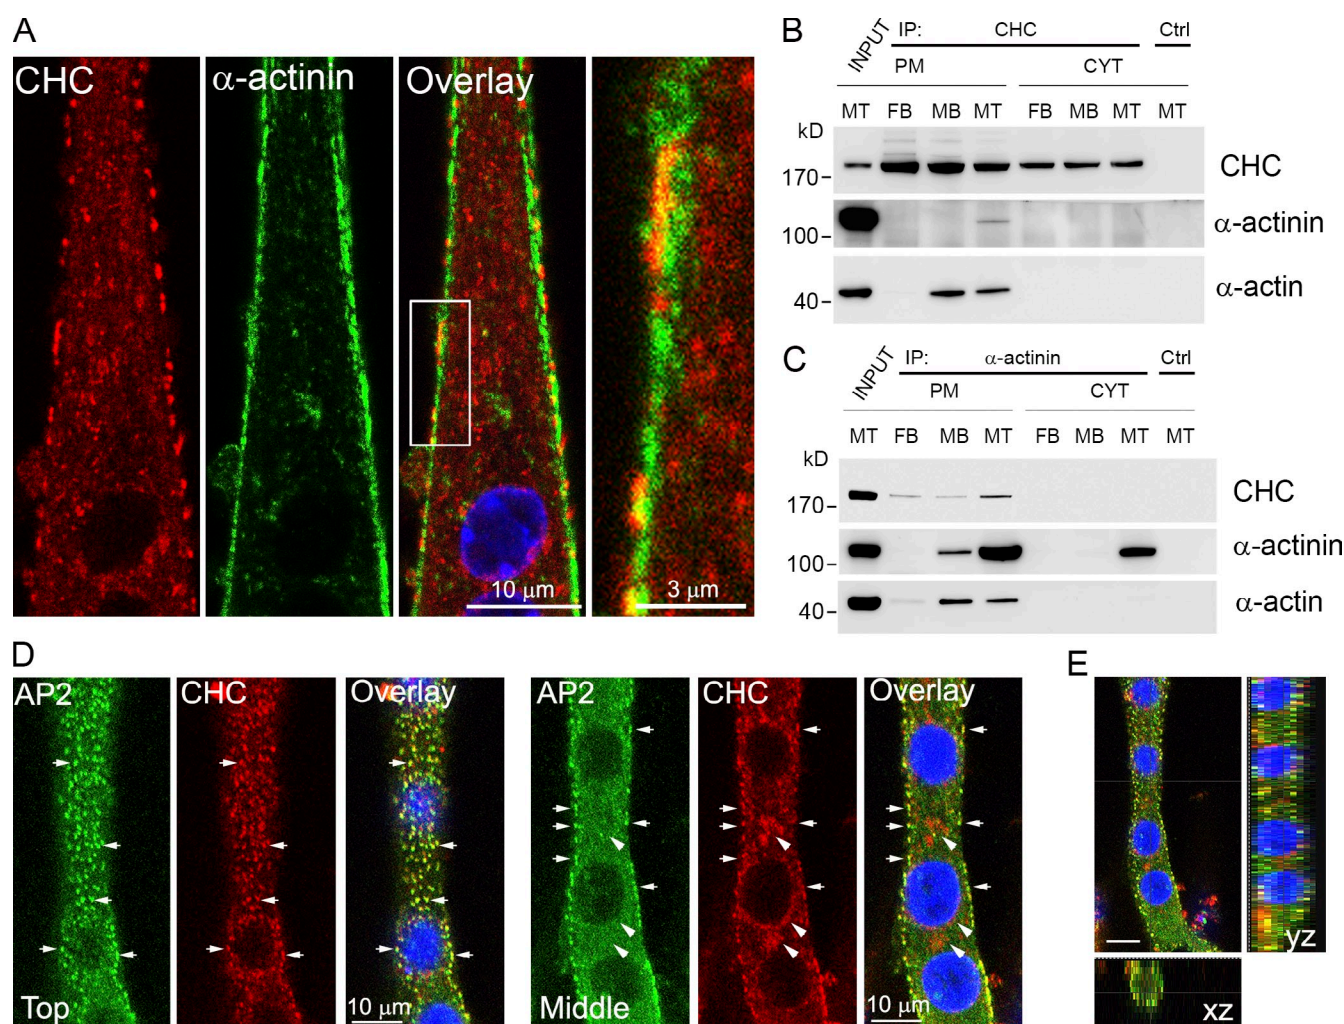 A
CHC
α-actinin
Overlay
10 μm
3 μm
B
INPUT
IP: CHC Ctrl
PM CYT
MT FB MB MT FB MB MT MT
kD
170 CHC
100 α-actinin
40 α-actin
C
INPUT
IP: α-actinin Ctrl
PM CYT
MT FB MB MT FB MB MT MT
kD
170 CHC
100 α-actinin
40 α-actin
D
AP2 CHC Overlay
Top 10 μm
AP2 CHC Overlay
Middle 10 μm
E
yz
xz